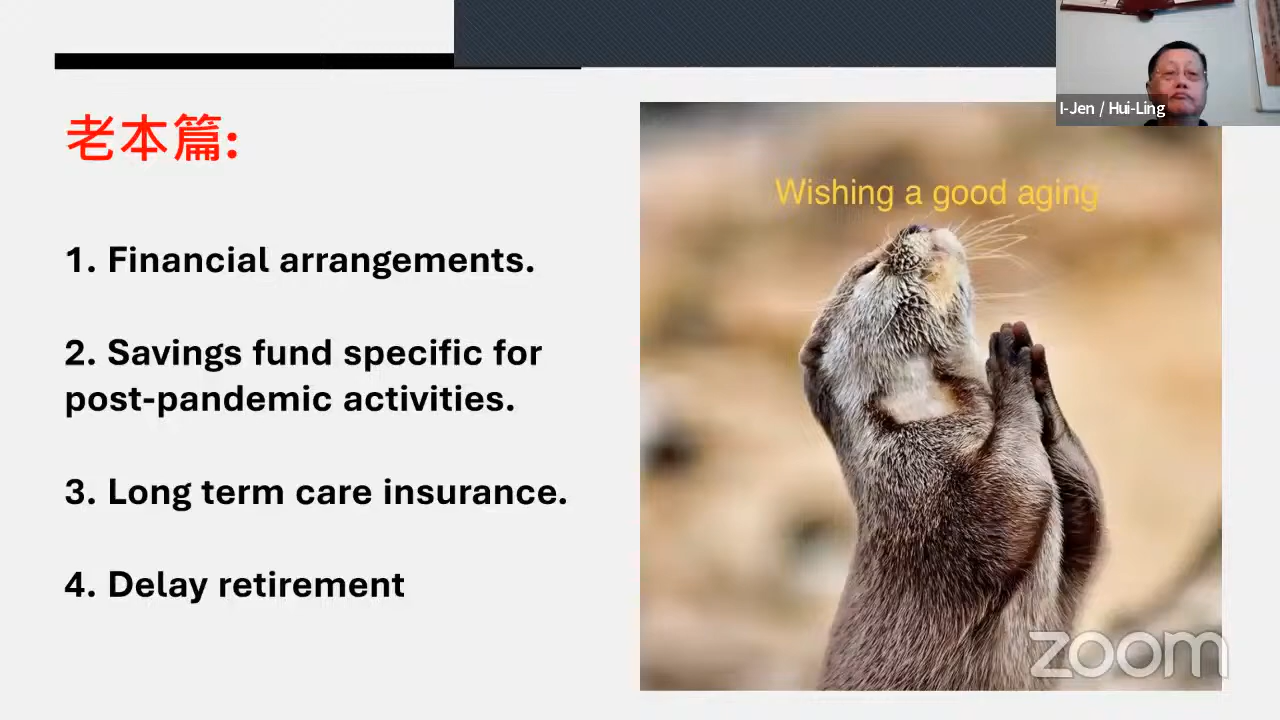 I-Jen / Hui-Ling
老本篇:
Wishing a good aging
1. Financial arrangements.
2. Savings fund specific for
post-pandemic activities.
3. Long term care insurance.
4. Delay retirement
zoom